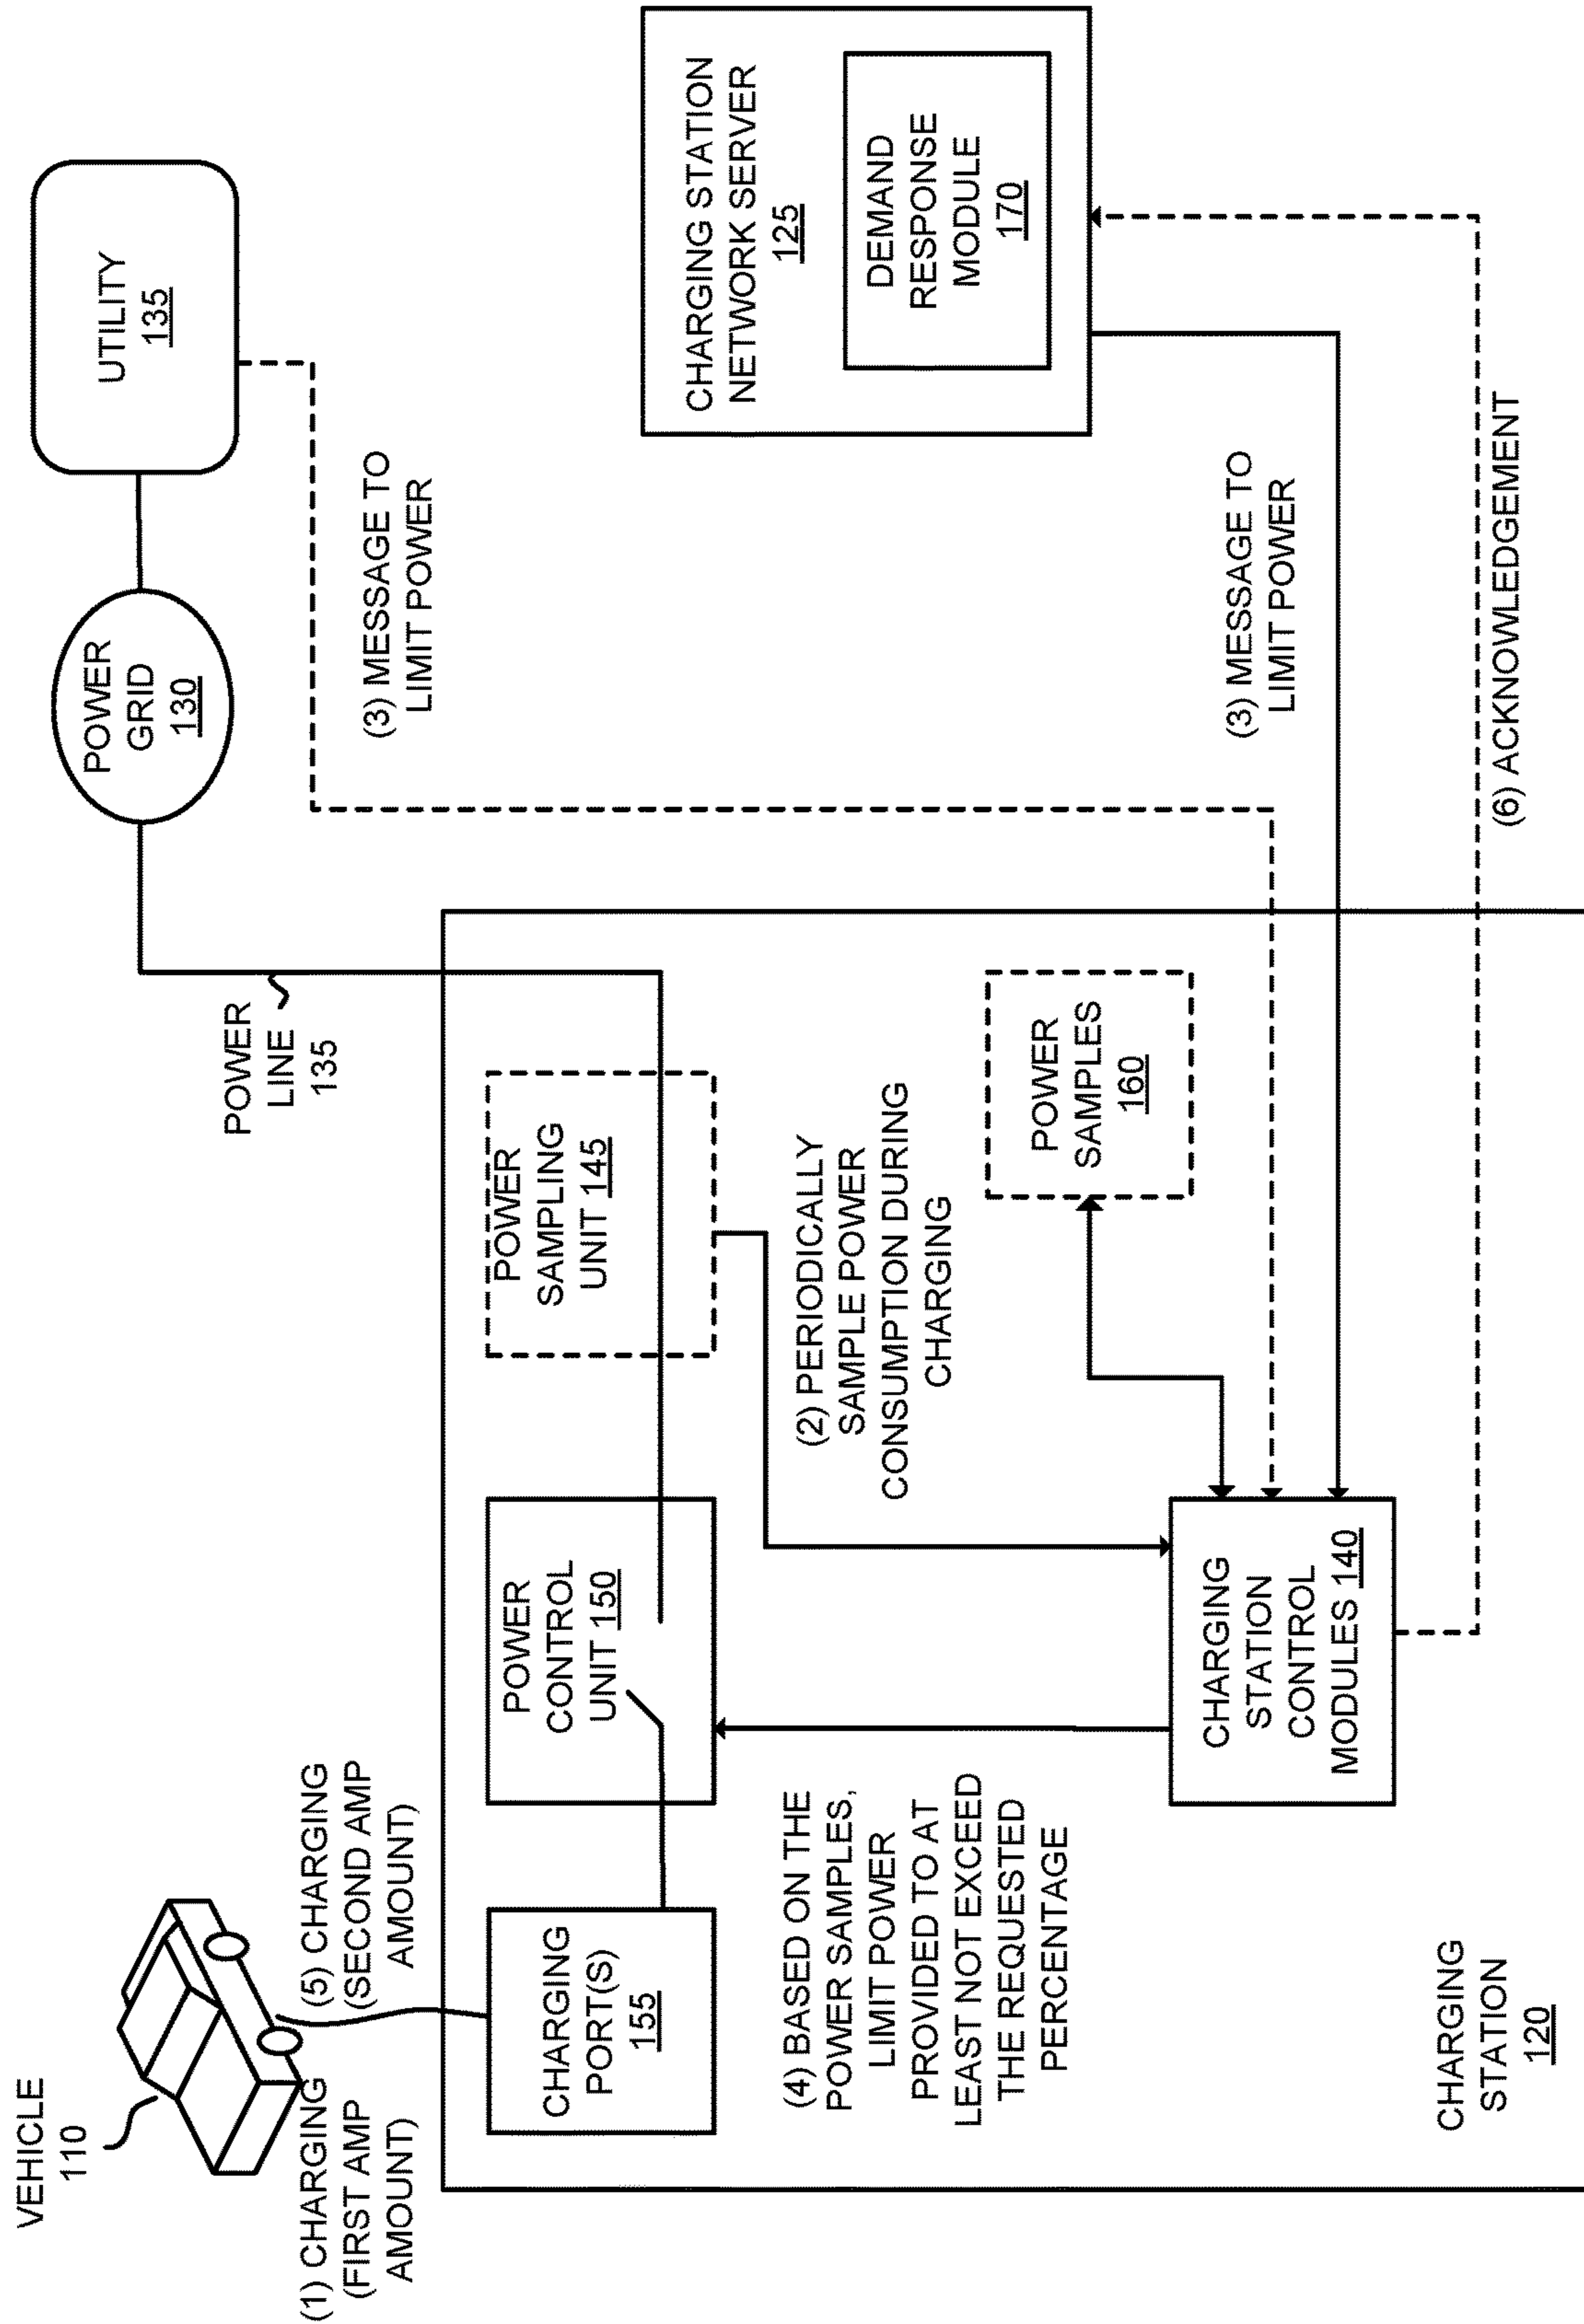 VEHICLE
110
(1) CHARGING
(FIRST AMP
AMOUNT)
(5) CHARGING
(SECOND AMP
AMOUNT)
POWER
LINE
135
POWER
GRID
130
UTILITY
135
(3) MESSAGE TO
LIMIT POWER
CHARGING
PORT(S)
155
POWER
CONTROL
UNIT 150
POWER
SAMPLING
UNIT 145
(2) PERIODICALLY
SAMPLE POWER
CONSUMPTION DURING
CHARGING
POWER
SAMPLES
160
(4) BASED ON THE
POWER SAMPLES,
LIMIT POWER
PROVIDED TO AT
LEAST NOT EXCEED
THE REQUESTED
PERCENTAGE
CHARGING
STATION
CONTROL
MODULES 140
CHARGING STATION
NETWORK SERVER
125
DEMAND
RESPONSE
MODULE
170
(3) MESSAGE TO
LIMIT POWER
(6) ACKNOWLEDGEMENT
CHARGING
STATION
120